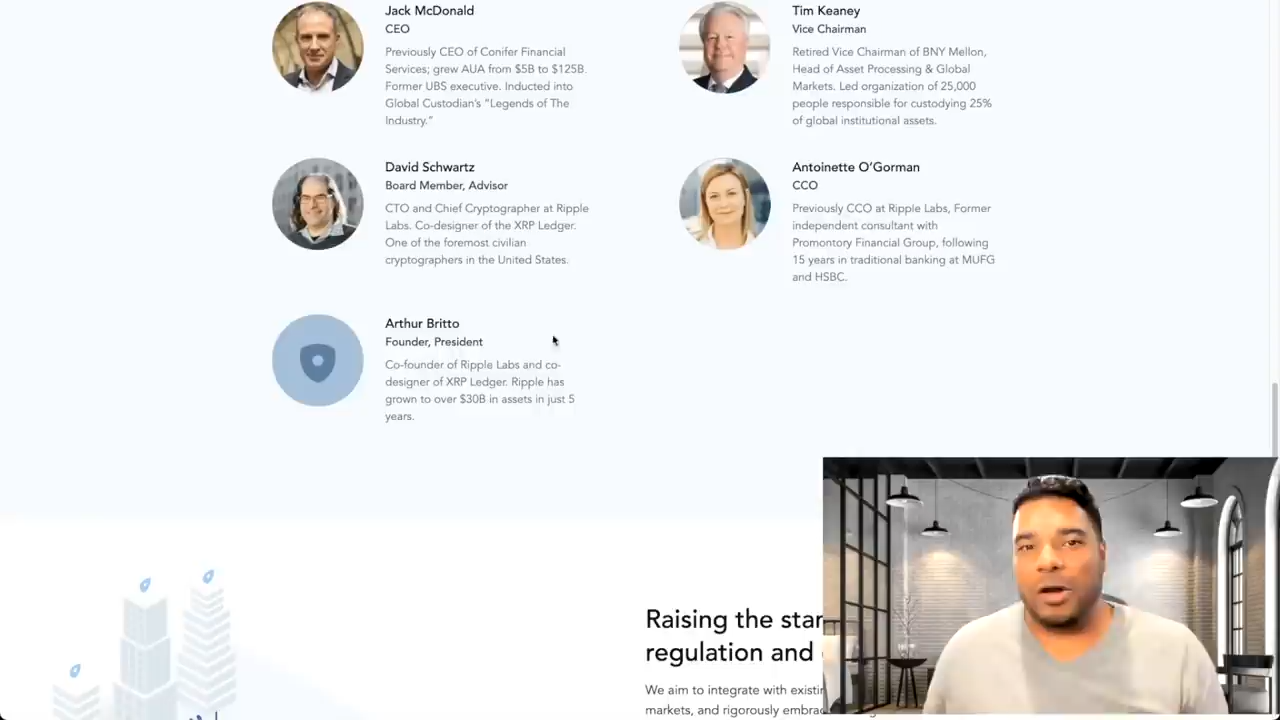 Jack McDonald
CEO
Previously CEO of Conifer Financial
Services; grew AUA from $5B to $125B.
Former UBS executive. Inducted into
Global Custodian's "Legends of The
Industry."
Tim Keaney
Vice Chairman
Retired Vice Chairman of BNY Mellon,
Head of Asset Processing & Global
Markets. Led organization of 25,000
people responsible for custodying 25%
of global institutional assets.
David Schwartz
Board Member, Advisor
CTO and Chief Cryptographer at Ripple
Labs. Co-designer of the XRP Ledger.
One of the foremost civilian
cryptographers in the United States.
Antoinette O'Gorman
CCO
Previously CCO at Ripple Labs, Former
independent consultant with
Promontory Financial Group, following
15 years in traditional banking at MUFG
and HSBC.
Arthur Britto
Founder, President
Co-founder of Ripple Labs and co-
designer of XRP Ledger. Ripple has
grown to over $30B in assets in just 5
years.
Raising the
regulation and
We aim to integrate with
markets, and rigorously